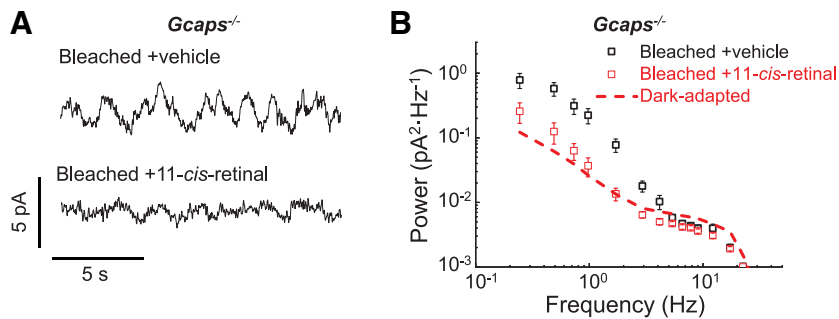 A
Gcaps-/-
Bleached +vehicle
Bleached +11-cis-retinal
5 pA
5 s
B
Gcaps-/-
Bleached +vehicle
Bleached +11-cis-retinal
Dark-adapted
Power (pA²·Hz⁻¹)
10⁰
10⁻¹
10⁻²
10⁻³
10⁻¹ 10⁰ 10¹
Frequency (Hz)